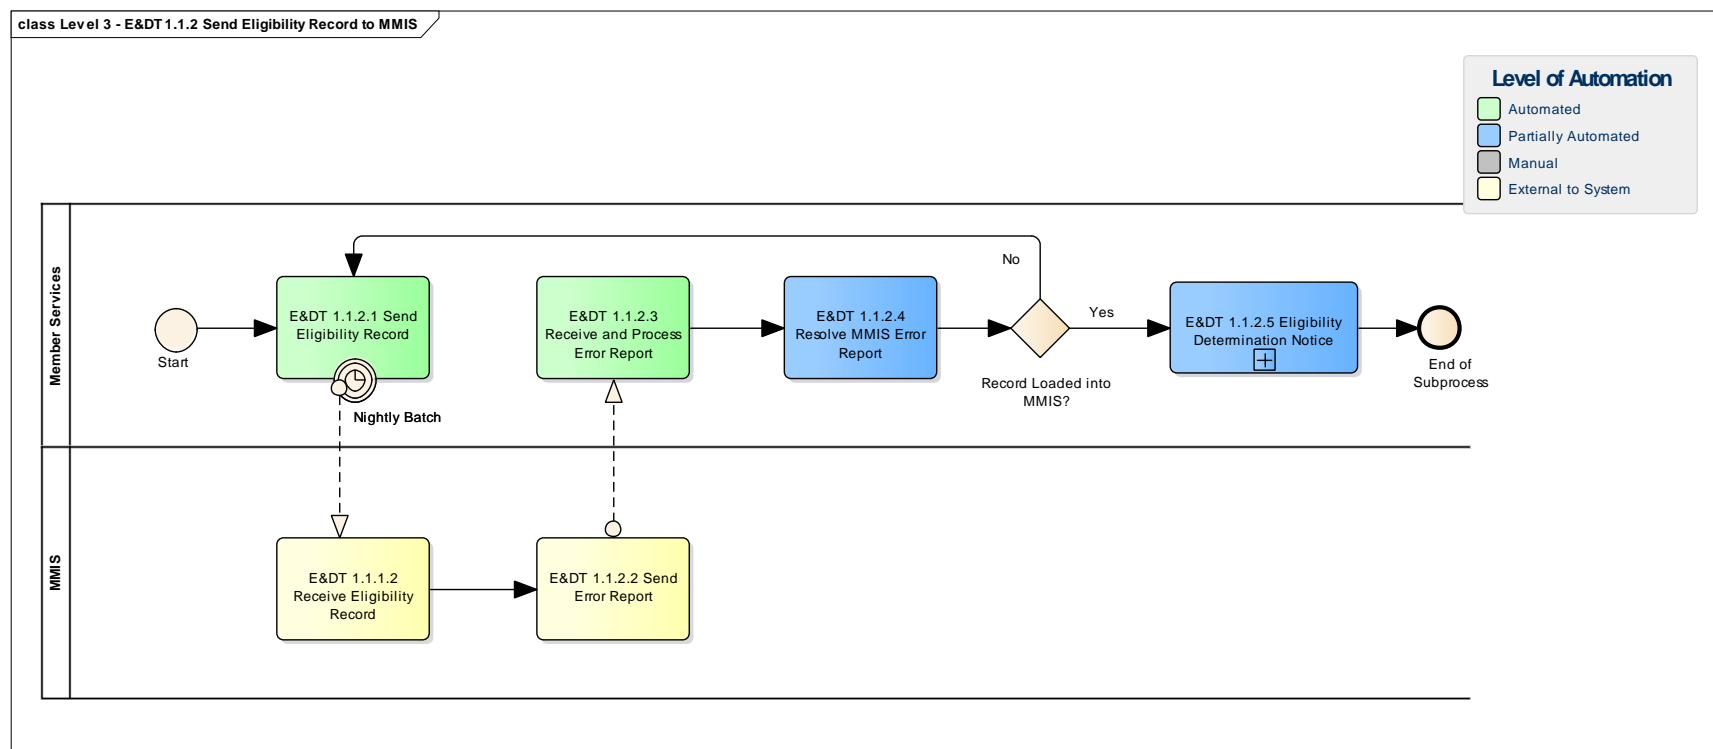 class Level 3 - E&DT 1.1.2 Send Eligibility Record to MMIS
Level of Automation
Automated
Partially Automated
Manual
External to System
Member Services
Start
E&DT 1.1.2.1 Send
Eligibility Record
Nightly Batch
E&DT 1.1.2.3
Receive and Process
Error Report
E&DT 1.1.2.4
Resolve MMIS Error
Report
No
Yes
Record Loaded into
MMIS?
E&DT 1.1.2.5 Eligibility
Determination Notice
End of
Subprocess
MMIS
E&DT 1.1.1.2
Receive Eligibility
Record
E&DT 1.1.2.2 Send
Error Report